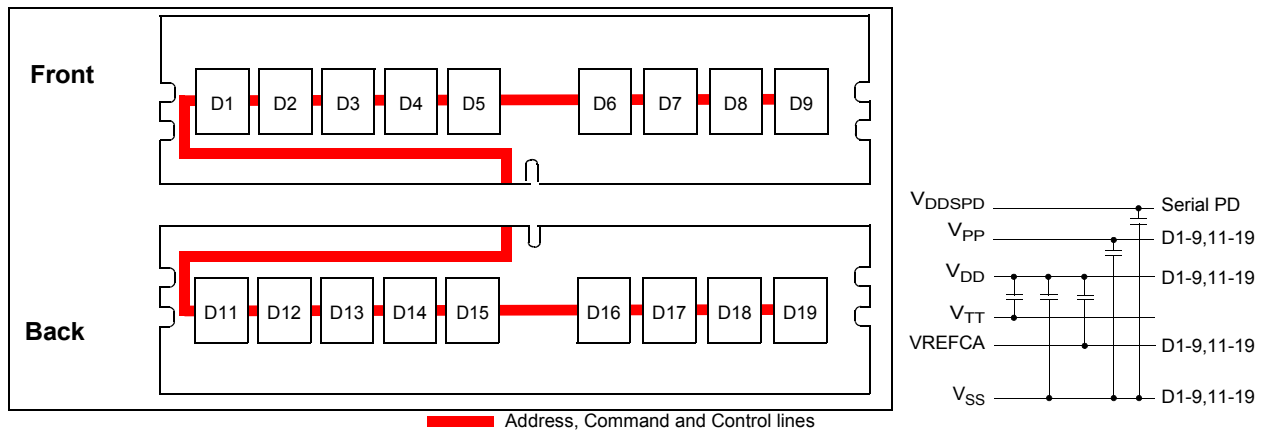 Front
D1 D2 D3 D4 D5 D6 D7 D8 D9
Back
D11 D12 D13 D14 D15 D16 D17 D18 D19
Address, Command and Control lines
VDDSPD Serial PD
VPP D1-9,11-19
VDD D1-9,11-19
VTT
VREFCA D1-9,11-19
VSS D1-9,11-19